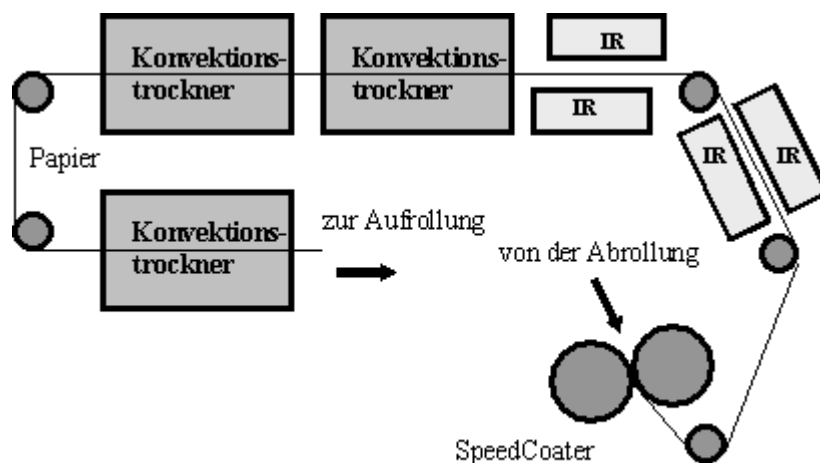 Konvektions-
trockner
Konvektions-
trockner
IR
IR
IR
IR
Papier
Konvektions-
trockner
zur Aufrollung
von der Abrollung
SpeedCoater